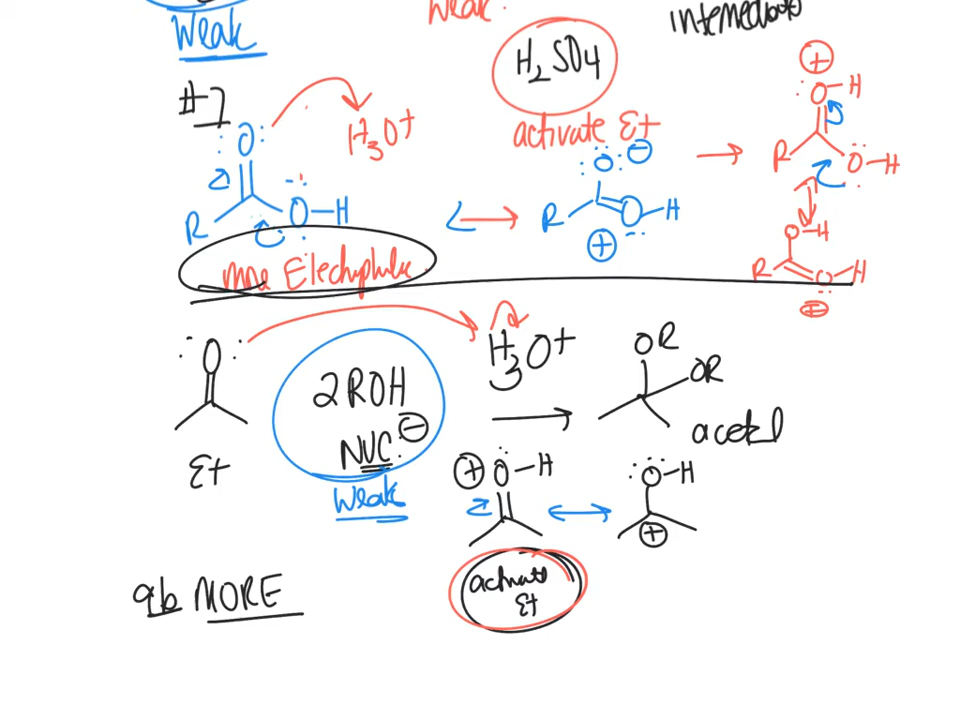 Weak
Weak.
Intermediate
H₂SO₄
#7
activate E+
H₃O+
:O:
R
O-H
:O: ⊖
R
O-H
⊕
⊕
:O-H
R
O-H
O-H
R
O-H
⊕
more Electrophilic
:O:
E+
2ROH
NUC:⊖
Weak
H₃O+
OR
OR
acetal
⊕ O-H
:O-H
⊕
activate
E+
9b MORE